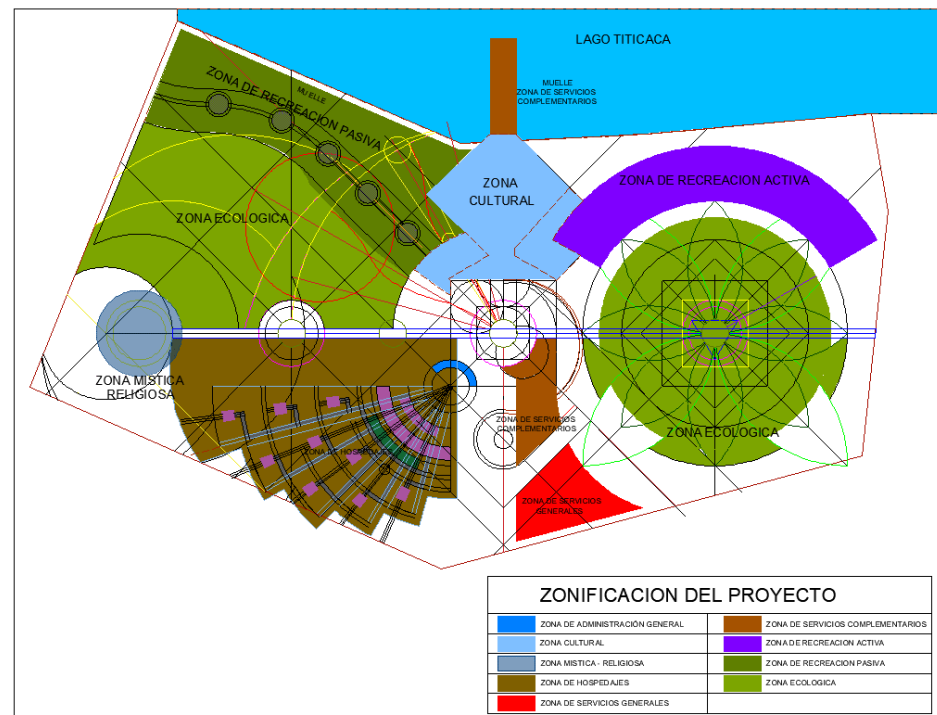 LAGO TITICACA
MUELLE
ZONA DE SERVICIOS
COMPLEMENTARIOS
MUELLE
ZONA DE RECREACION PASIVA
ZONA
CULTURAL
ZONA DE RECREACION ACTIVA
ZONA ECOLOGICA
ZONA MISTICA
RELIGIOSA
ZONA DE SERVICIOS
COMPLEMENTARIOS
ZONA ECOLOGICA
ZONA DE HOSPEDAJES
ZONA DE SERVICIOS
GENERALES
ZONIFICACION DEL PROYECTO
ZONA DE ADMINISTRACIÓN GENERAL
ZONA DE SERVICIOS COMPLEMENTARIOS
ZONA CULTURAL
ZONA DE RECREACION ACTIVA
ZONA MISTICA - RELIGIOSA
ZONA DE RECREACION PASIVA
ZONA DE HOSPEDAJES
ZONA ECOLOGICA
ZONA DE SERVICIOS GENERALES